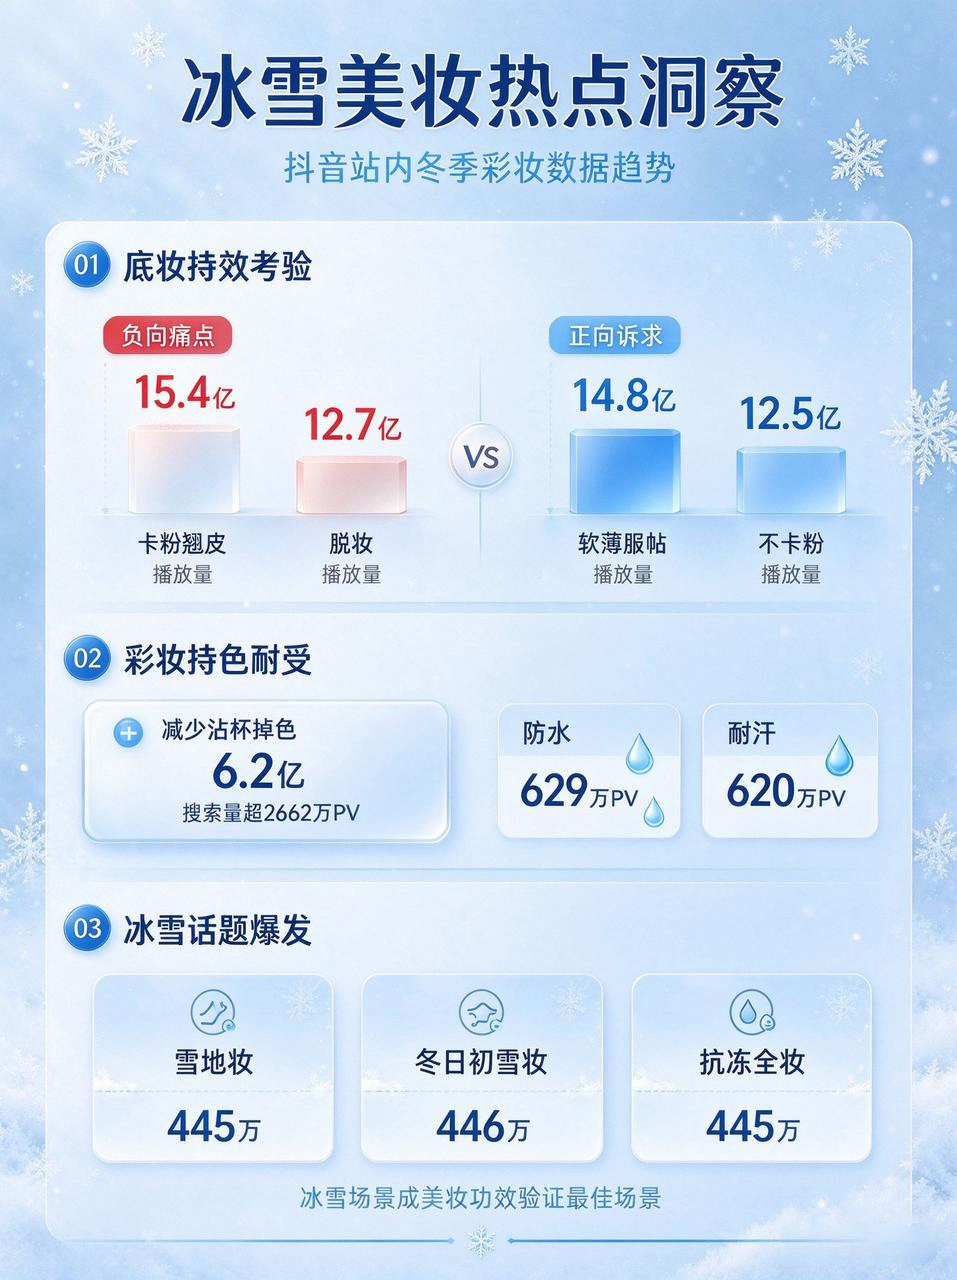 冰雪美妆热点洞察
抖音站内冬季彩妆数据趋势
01 底妆持效考验
负向痛点
15.4亿
卡粉翘皮
播放量
12.7亿
脱妆
播放量
VS
正向诉求
14.8亿
软薄服帖
播放量
12.5亿
不卡粉
播放量
02 彩妆持色耐受
减少沾杯掉色
6.2亿
搜索量超2662万PV
防水
629万PV
耐汗
620万PV
03 冰雪话题爆发
雪地妆
445万
冬日初雪妆
446万
抗冻全妆
445万
冰雪场景成美妆功效验证最佳场景